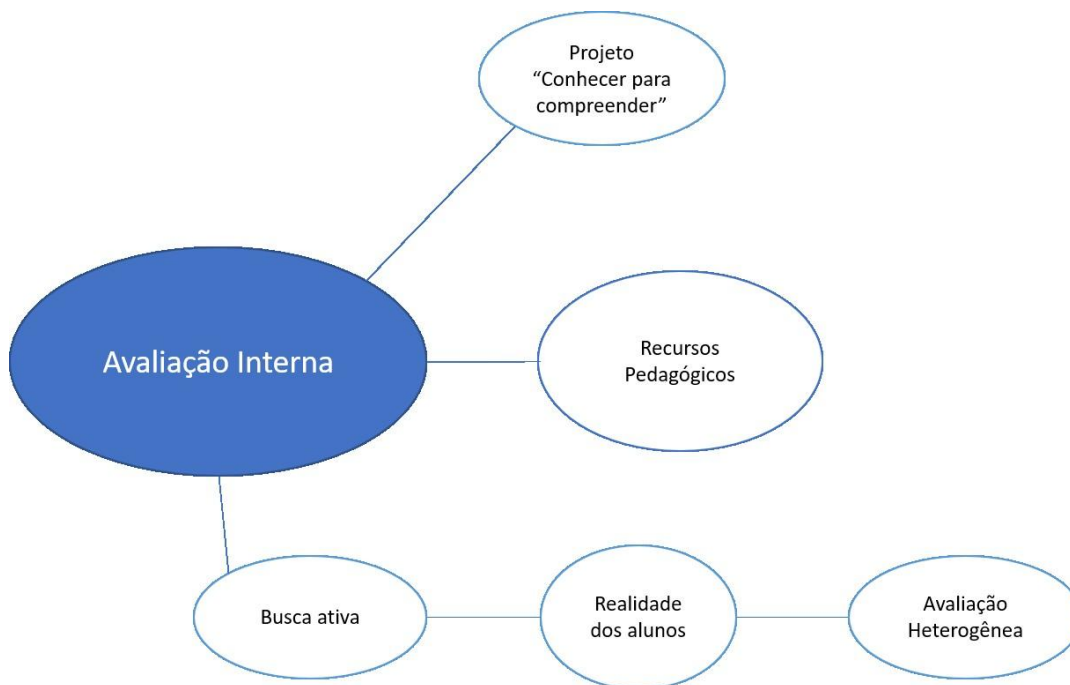 Projeto
“Conhecer para
compreender”
Avaliação Interna
Recursos
Pedagógicos
Busca ativa
Realidade
dos alunos
Avaliação
Heterogênea